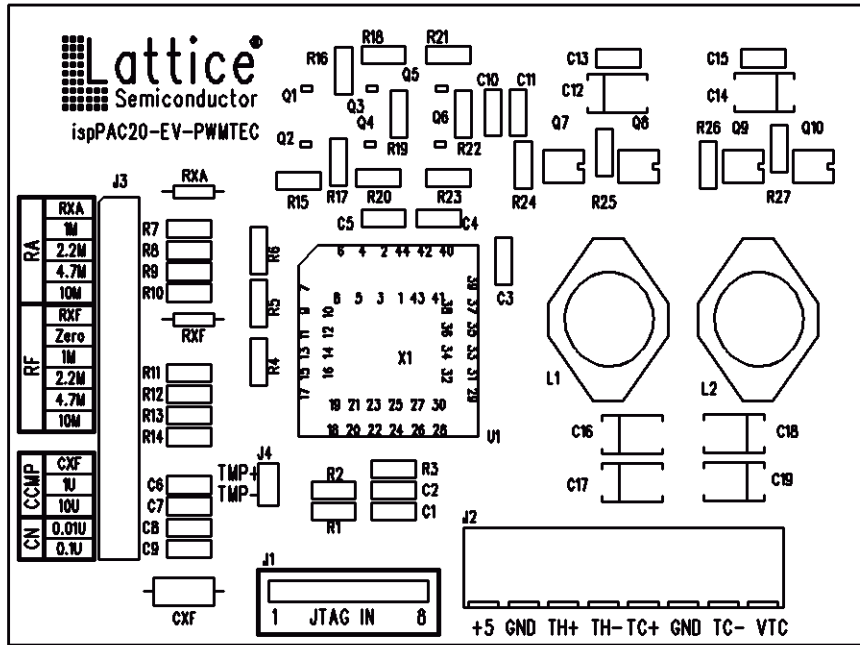 Lattice®
Semiconductor
ispPAC20-EV-PWMTEC
R16
R18
R21
Q5
Q1
Q3
C10
C11
Q2
Q4
Q6
R19
R22
R15
R17
R20
R23
R24
C5
C4
C13
C12
Q7
Q8
R25
C15
C14
R26
Q9
Q10
R27
J3
RXA
R7
R8
R9
R10
RXF
R11
R12
R13
R14
C6
C7
C8
C9
CXF
RA
RXA
1M
2.2M
4.7M
10M
RF
RXF
Zero
1M
2.2M
4.7M
10M
CCMP
CXF
1U
10U
CN
0.01U
0.1U
R6
R5
R4
C3
6 4 2 44 42 40
8 5 3 1 43 41
7 9 11 13 15 17
10 12 14 16
39 37 35 33 31 29
38 36 34 32
X1
19 21 23 25 27 30
18 20 22 24 26 28
U1
L1
L2
C16
C18
C17
C19
J4
TMP+
TMP-
R2
R1
R3
C2
C1
J1
1 JTAG IN 8
J2
+5 GND TH+ TH- TC+ GND TC- VTC